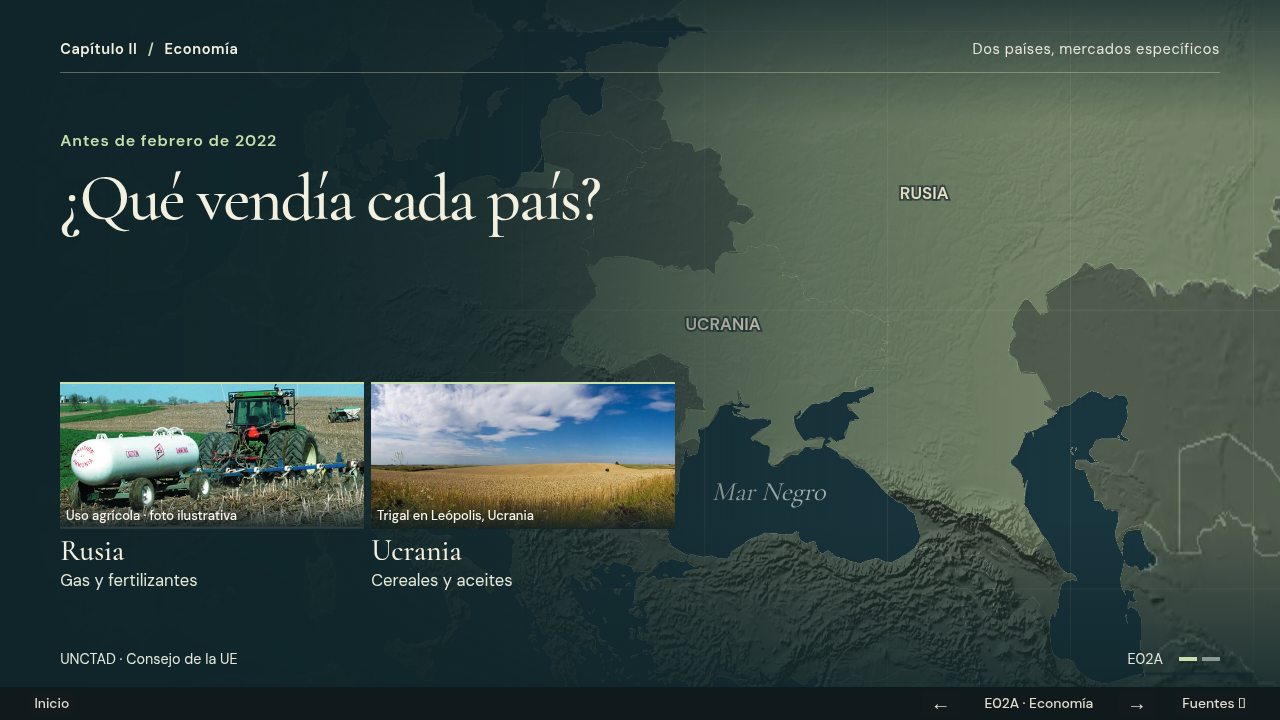 Capítulo II / Economía
Dos países, mercados específicos
Antes de febrero de 2022
¿Qué vendía cada país?
RUSIA
UCRANIA
Mar Negro
Uso agrícola · foto ilustrativa
Trigal en Leópolis, Ucrania
Rusia
Ucrania
Gas y fertilizantes
Cereales y aceites
UNCTAD · Consejo de la UE
E02A
Inicio
← E02A · Economía →
Fuentes